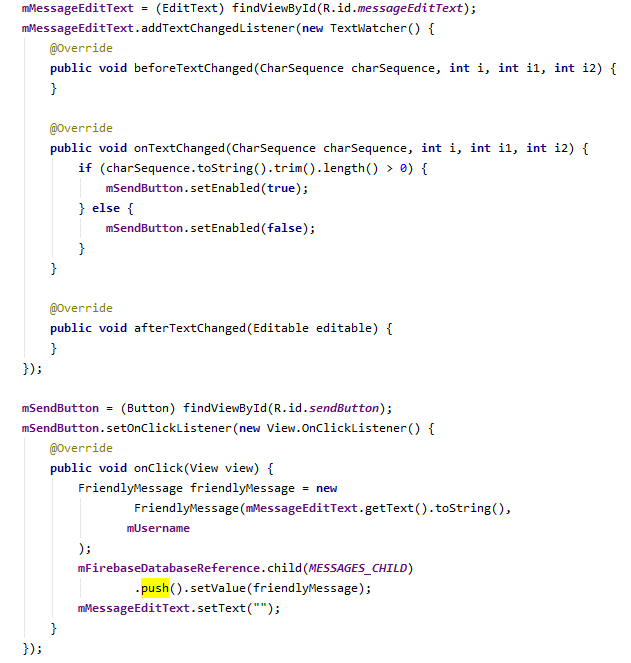 mMessageEditText = (EditText) findViewById(R.id.messageEditText);
mMessageEditText.addTextChangedListener(new TextWatcher() {
@Override
public void beforeTextChanged(CharSequence charSequence, int i, int i1, int i2) {
}
@Override
public void onTextChanged(CharSequence charSequence, int i, int i1, int i2) {
if (charSequence.toString().trim().length() > 0) {
mSendButton.setEnabled(true);
} else {
mSendButton.setEnabled(false);
}
}
@Override
public void afterTextChanged(Editable editable) {
}
});
mSendButton = (Button) findViewById(R.id.sendButton);
mSendButton.setOnClickListener(new View.OnClickListener() {
@Override
public void onClick(View view) {
FriendlyMessage friendlyMessage = new
FriendlyMessage(mMessageEditText.getText().toString(),
mUsername
);
mFirebaseDatabaseReference.child(MESSAGES_CHILD)
.push().setValue(friendlyMessage);
mMessageEditText.setText("");
}
});